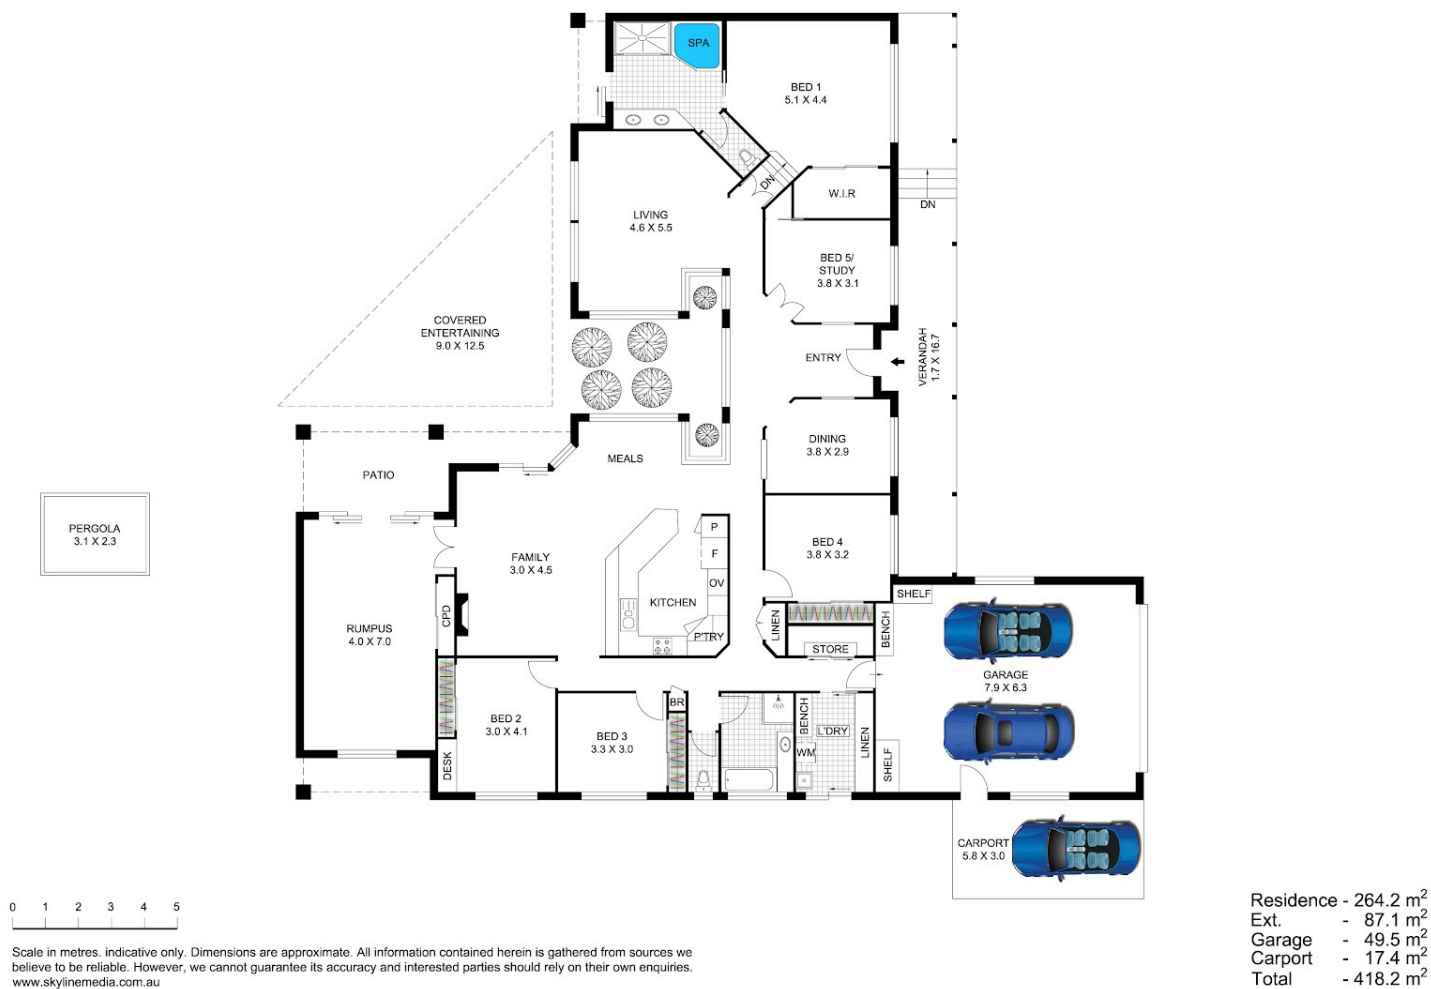 SPA
BED 1
5.1 X 4.4
DN
W.I.R
DN
LIVING
4.6 X 5.5
BED 5/
STUDY
3.8 X 3.1
COVERED
ENTERTAINING
9.0 X 12.5
ENTRY
VERANDAH
1.7 X 16.7
MEALS
DINING
3.8 X 2.9
PATIO
PERGOLA
3.1 X 2.3
P
F
OV
BED 4
3.8 X 3.2
FAMILY
3.0 X 4.5
KITCHEN
P'TRY
SHELF
CPD
RUMPUS
4.0 X 7.0
LINEN
BENCH
STORE
GARAGE
7.9 X 6.3
BR
BED 2
3.0 X 4.1
BED 3
3.3 X 3.0
BENCH
L'DRY
WM
LINEN
DESK
SHELF
CARPORT
5.8 X 3.0
0 1 2 3 4 5
Scale in metres. indicative only. Dimensions are approximate. All information contained herein is gathered from sources we
believe to be reliable. However, we cannot guarantee its accuracy and interested parties should rely on their own enquiries.
www.skylinemedia.com.au
Residence - 264.2 m²
Ext. - 87.1 m²
Garage - 49.5 m²
Carport - 17.4 m²
Total - 418.2 m²